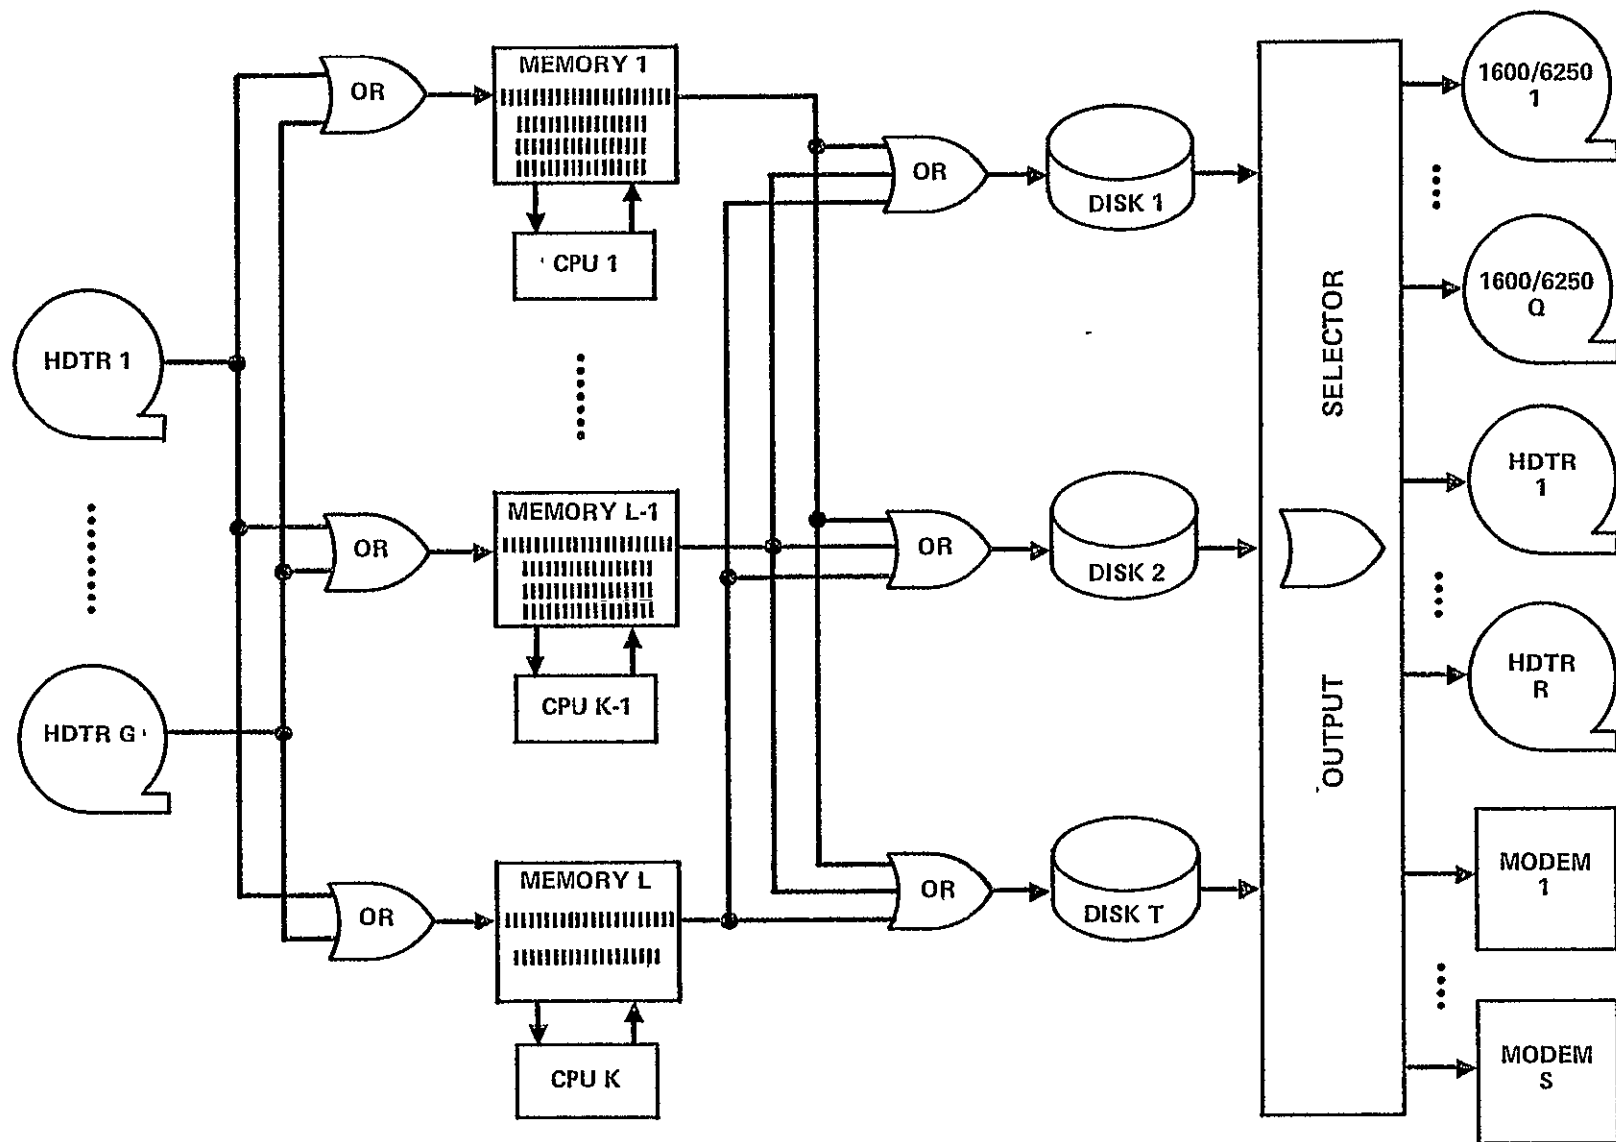 HDTR 1
HDTR G
OR
OR
OR
MEMORY 1
CPU 1
MEMORY L-1
CPU K-1
MEMORY L
CPU K
OR
OR
OR
DISK 1
DISK 2
DISK T
OUTPUT SELECTOR
1600/6250
1
1600/6250
Q
HDTR
1
HDTR
R
MODEM
1
MODEM
S